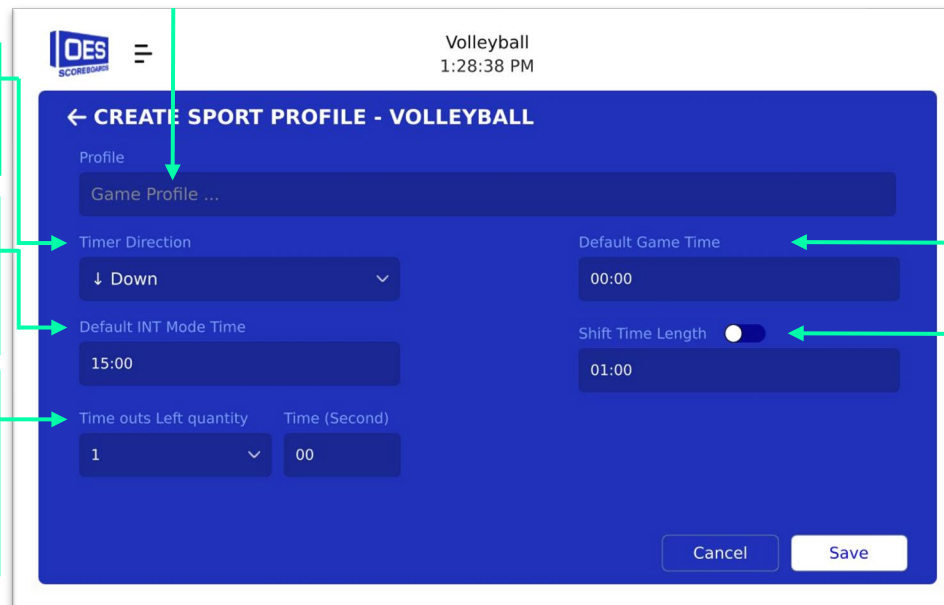 OES
SCOREBOARDS
Volleyball
1:28:38 PM
← CREATE SPORT PROFILE - VOLLEYBALL
Profile
Game Profile ...
Timer Direction
↓ Down
Default Game Time
00:00
Default INT Mode Time
15:00
Shift Time Length
01:00
Time outs Left quantity Time (Second)
1 00
Cancel Save